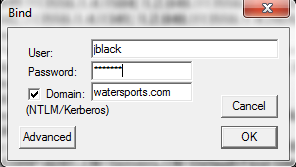 Bind
User: jblack
Password: *******
Domain: watersports.com
(NTLM/Kerberos)
Cancel
Advanced OK